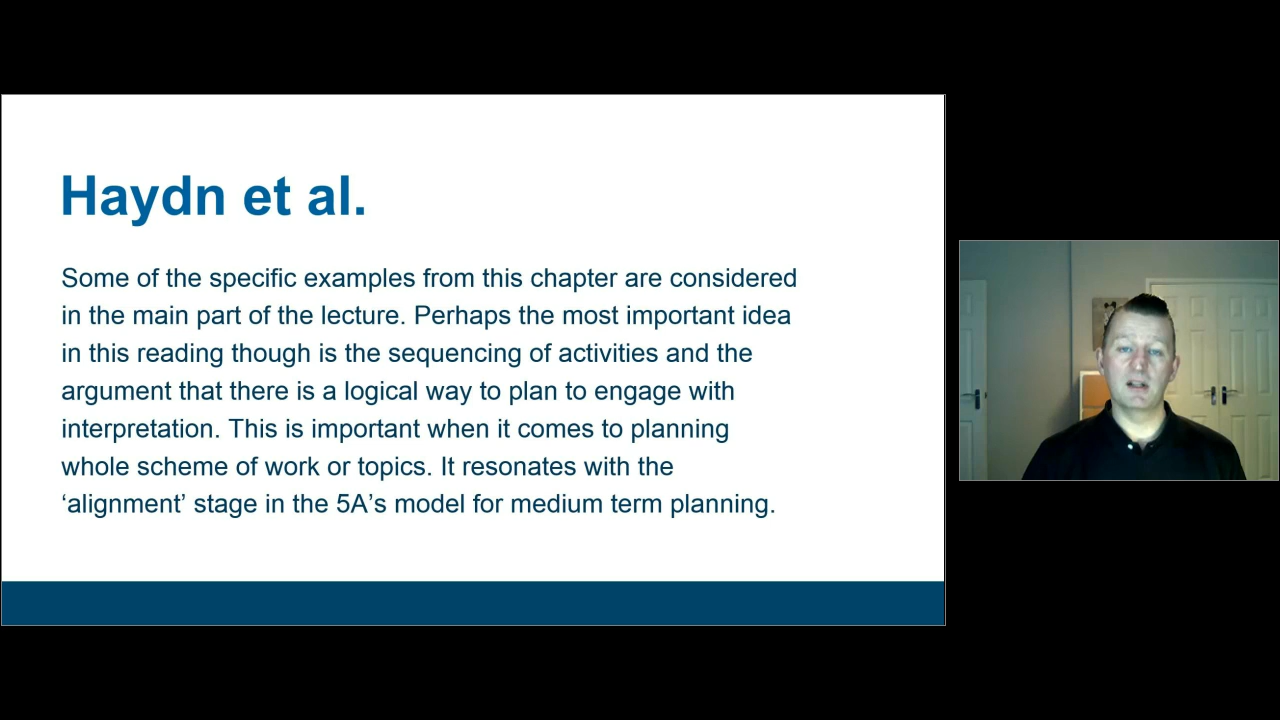 Haydn et al.
Some of the specific examples from this chapter are considered
in the main part of the lecture. Perhaps the most important idea
in this reading though is the sequencing of activities and the
argument that there is a logical way to plan to engage with
interpretation. This is important when it comes to planning
whole scheme of work or topics. It resonates with the
‘alignment’ stage in the 5A’s model for medium term planning.